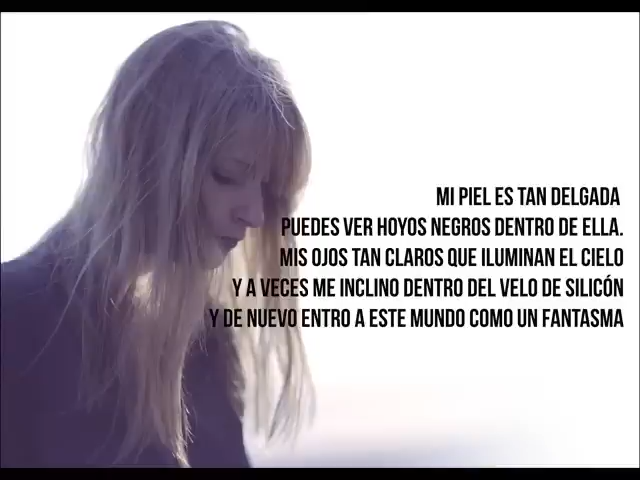 MI PIEL ES TAN DELGADA
PUEDES VER HOYOS NEGROS DENTRO DE ELLA.
MIS OJOS TAN CLAROS QUE ILUMINAN EL CIELO
Y A VECES ME INCLINO DENTRO DEL VELO DE SILICÓN
Y DE NUEVO ENTRO A ESTE MUNDO COMO UN FANTASMA